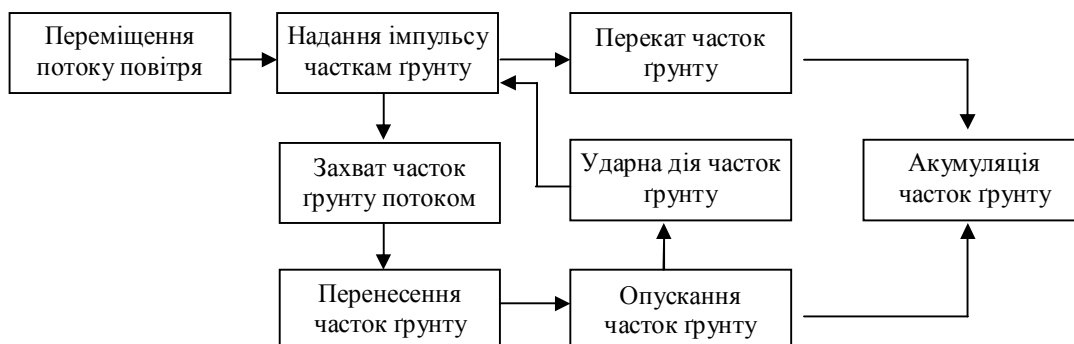 Переміщення
потоку повітря
Надання імпульсу
часткам ґрунту
Перекат часток
ґрунту
Захват часток
ґрунту потоком
Ударна дія часток
ґрунту
Акумуляція
часток ґрунту
Перенесення
часток ґрунту
Опускання
часток ґрунту